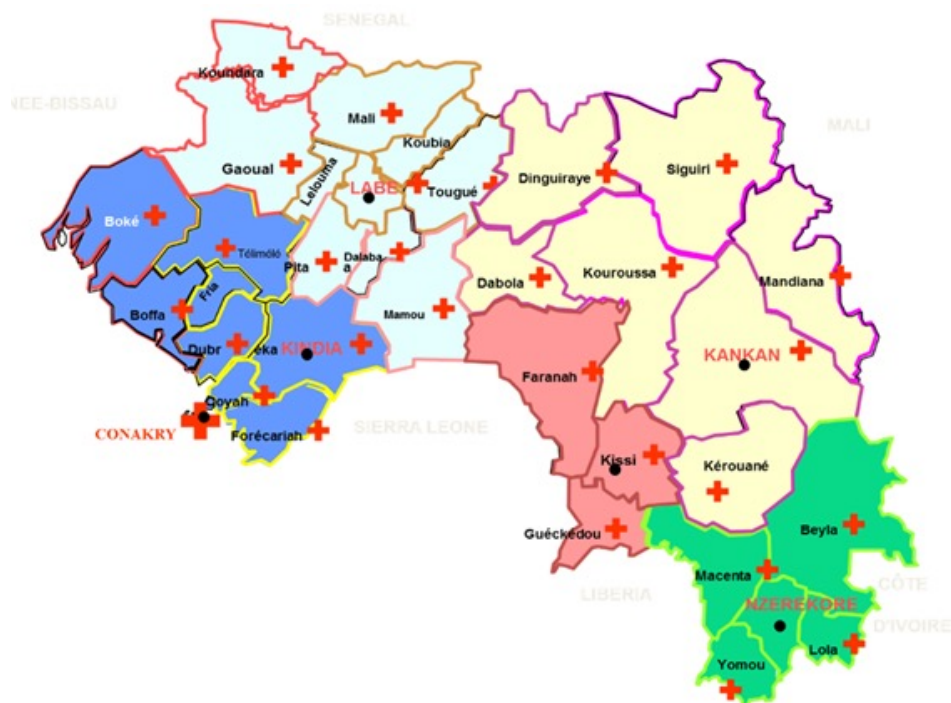 SENEGAL
Koundara
NEE-BISSAU
Mali
MALI
Koubia
Gaoual
Lelouma
LABE
Tougué
Dinguiraye
Siguiri
Boké
Télimélé
Pita
Dalaba
a
Dabola
Kouroussa
Mandiana
Fria
Boffa
Mamou
Dubr
eka
KINDIA
KANKAN
Faranah
oyah
CONAKRY
Forécariah
SIERRA LEONE
Kissi
Kérouané
Guéckédou
Beyla
Macenta
LIBERIA
CÔTE
NZEREKORE
D'IVOIRE
Lola
Yomou